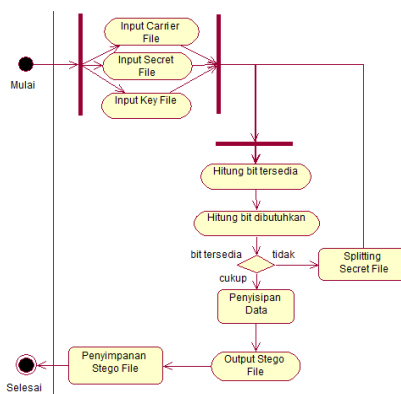 Input Carrier
File
Input Secret
File
Input Key File
Mulai
Hitung bit tersedia
Hitung bit dibutuhkan
bit tersedia
tidak
cukup
Splitting
Secret File
Penyisipan
Data
Penyimpanan
Stego File
Output Stego
File
Selesai